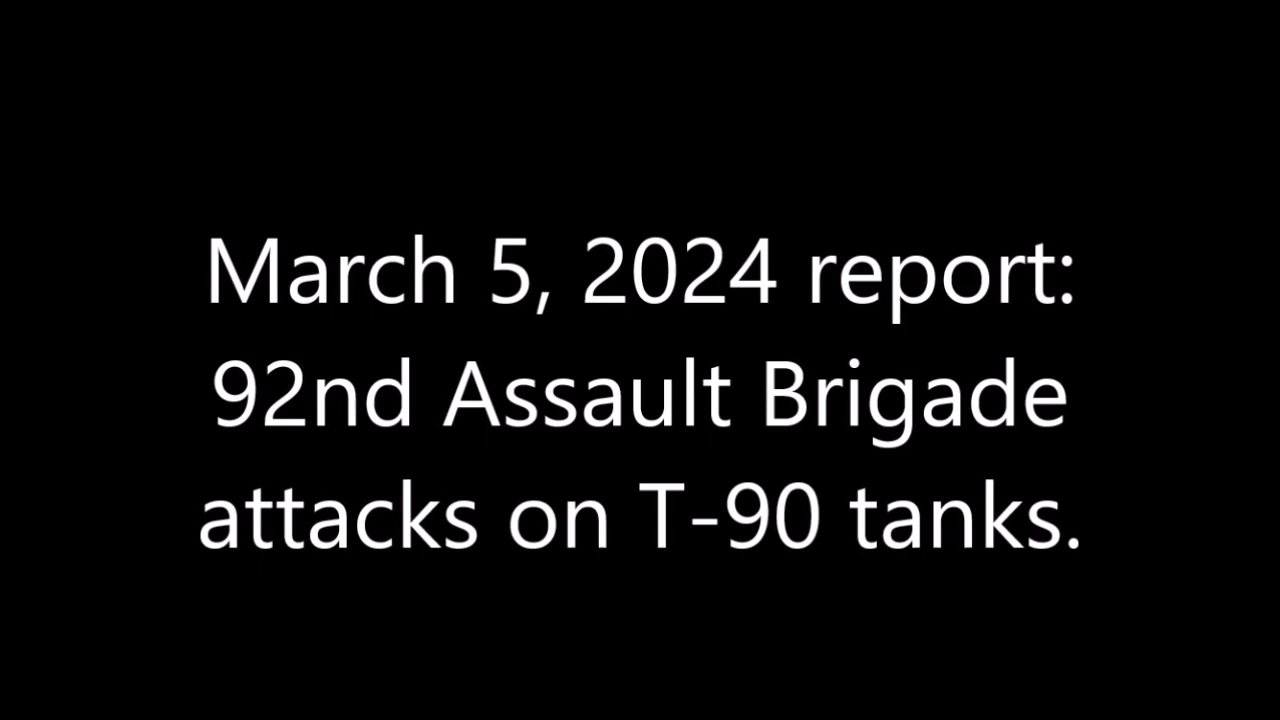 March 5, 2024 report:
92nd Assault Brigade
attacks on T-90 tanks.